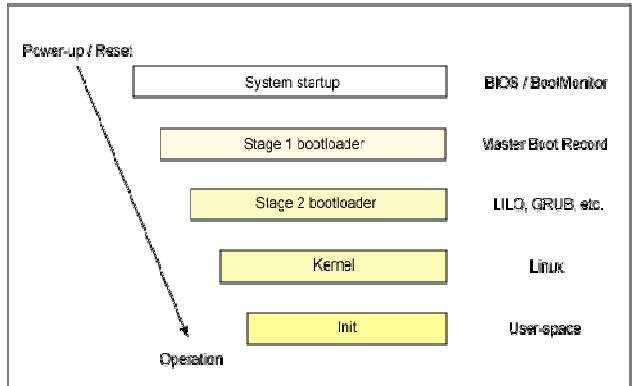 Power-up / Reset
System startup BIOS / BootMonitor
Stage 1 bootloader Master Boot Record
Stage 2 bootloader LILO, GRUB, etc.
Kernel Linux
Init User-space
Operation